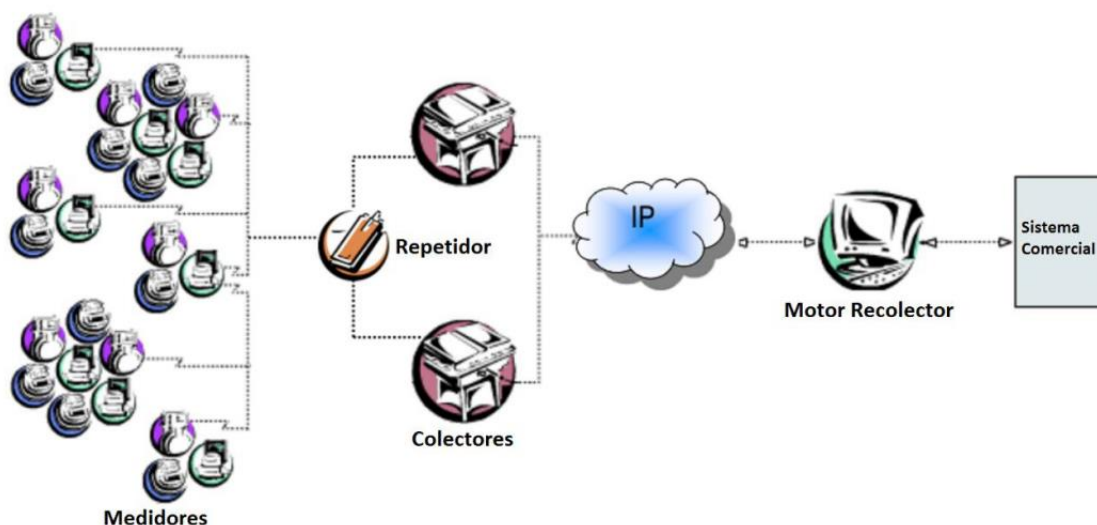 Repetidor
IP
Sistema
Comercial
Motor Recolector
Colectores
Medidores